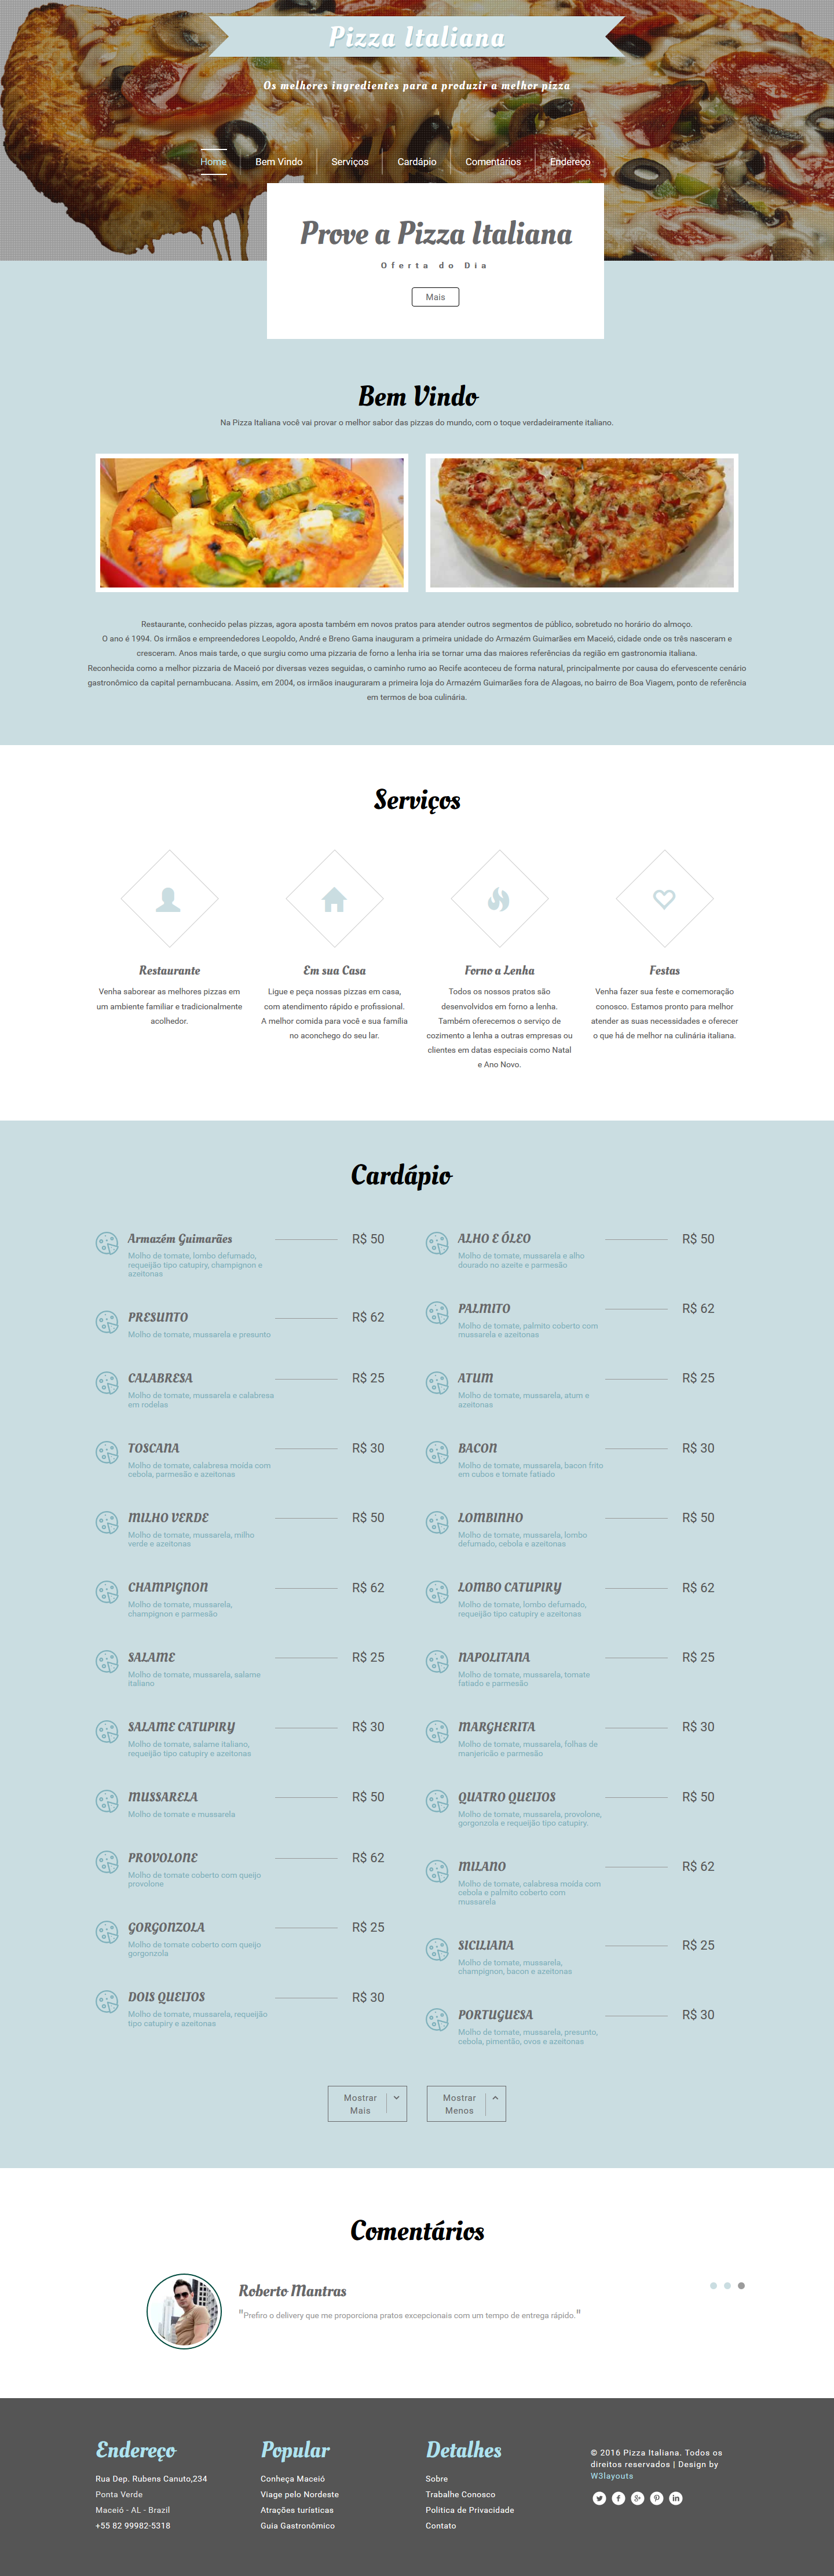 Pizza Italiana
Os melhores ingredientes para a produzir a melhor pizza
Home Bem Vindo Serviços Cardápio Comentários Endereço
Prove a Pizza Italiana
Oferta do Dia
Mais
Bem Vindo
Na Pizza Italiana você vai provar o melhor sabor das pizzas do mundo, com o toque verdadeiramente italiano.
Restaurante, conhecido pelas pizzas, agora aposta também em novos pratos para atender outros segmentos de público, sobretudo no horário do almoço.
O ano é 1994. Os irmãos e empreendedores Leopoldo, André e Breno Gama inauguram a primeira unidade do Armazém Guimarães em Maceió, cidade onde os três nasceram e
cresceram. Anos mais tarde, o que surgiu como uma pizzaria de forno a lenha iria se tornar uma das maiores referências da região em gastronomia italiana.
Reconhecida como a melhor pizzaria de Maceió por diversas vezes seguidas, o caminho rumo ao Recife aconteceu de forma natural, principalmente por causa do efervescente cenário
gastronômico da capital pernambucana. Assim, em 2004, os irmãos inauguraram a primeira loja do Armazém Guimarães fora de Alagoas, no bairro de Boa Viagem, ponto de referência
em termos de boa culinária.
Serviços
Restaurante
Venha saborear as melhores pizzas em
um ambiente familiar e tradicionalmente
acolhedor.
Em sua Casa
Ligue e peça nossas pizzas em casa,
com atendimento rápido e profissional.
A melhor comida para você e sua família
no aconchego do seu lar.
Forno a Lenha
Todos os nossos pratos são
desenvolvidos em forno a lenha.
Também oferecemos o serviço de
cozimento a lenha a outras empresas ou
clientes em datas especiais como Natal
e Ano Novo.
Festas
Venha fazer sua feste e comemoração
conosco. Estamos pronto para melhor
atender as suas necessidades e oferecer
o que há de melhor na culinária italiana.
Cardápio
Armazém Guimarães R$ 50
Molho de tomate, lombo defumado,
requeijão tipo catupiry, champignon e
azeitonas
PRESUNTO R$ 62
Molho de tomate, mussarela e presunto
CALABRESA R$ 25
Molho de tomate, mussarela e calabresa
em rodelas
TOSCANA R$ 30
Molho de tomate, calabresa moída com
cebola, parmesão e azeitonas
MILHO VERDE R$ 50
Molho de tomate, mussarela, milho
verde e azeitonas
CHAMPIGNON R$ 62
Molho de tomate, mussarela,
champignon e parmesão
SALAME R$ 25
Molho de tomate, mussarela, salame
italiano
SALAME CATUPIRY R$ 30
Molho de tomate, salame italiano,
requeijão tipo catupiry e azeitonas
MUSSARELA R$ 50
Molho de tomate e mussarela
PROVOLONE R$ 62
Molho de tomate coberto com queijo
provolone
GORGONZOLA R$ 25
Molho de tomate coberto com queijo
gorgonzola
DOIS QUEIJOS R$ 30
Molho de tomate, mussarela, requeijão
tipo catupiry e azeitonas
ALHO E ÓLEO R$ 50
Molho de tomate, mussarela e alho
dourado no azeite e parmesão
PALMITO R$ 62
Molho de tomate, palmito coberto com
mussarela e azeitonas
ATUM R$ 25
Molho de tomate, mussarela, atum e
azeitonas
BACON R$ 30
Molho de tomate, mussarela, bacon frito
em cubos e tomate fatiado
LOMBINHO R$ 50
Molho de tomate, mussarela, lombo
defumado, cebola e azeitonas
LOMBO CATUPIRY R$ 62
Molho de tomate, lombo defumado,
requeijão tipo catupiry e azeitonas
NAPOLITANA R$ 25
Molho de tomate, mussarela, tomate
fatiado e parmesão
MARGHERITA R$ 30
Molho de tomate, mussarela, folhas de
manjericão e parmesão
QUATRO QUEIJOS R$ 50
Molho de tomate, mussarela, provolone,
gorgonzola e requeijão tipo catupiry.
MILANO R$ 62
Molho de tomate, calabresa moída com
cebola e palmito coberto com
mussarela
SICILIANA R$ 25
Molho de tomate, mussarela,
champignon, bacon e azeitonas
PORTUGUESA R$ 30
Molho de tomate, mussarela, presunto,
cebola, pimentão, ovos e azeitonas
Mostrar
Mais
Mostrar
Menos
Comentários
Roberto Mantras
"Prefiro o delivery que me proporciona pratos excepcionais com um tempo de entrega rápido."
Endereço
Rua Dep. Rubens Canuto,234
Ponta Verde
Maceió - AL - Brazil
+55 82 99982-5318
Popular
Conheça Maceió
Viage pelo Nordeste
Atrações turísticas
Guia Gastronômico
Detalhes
Sobre
Trabalhe Conosco
Politica de Privacidade
Contato
© 2016 Pizza Italiana. Todos os
direitos reservados | Design by
W3layouts